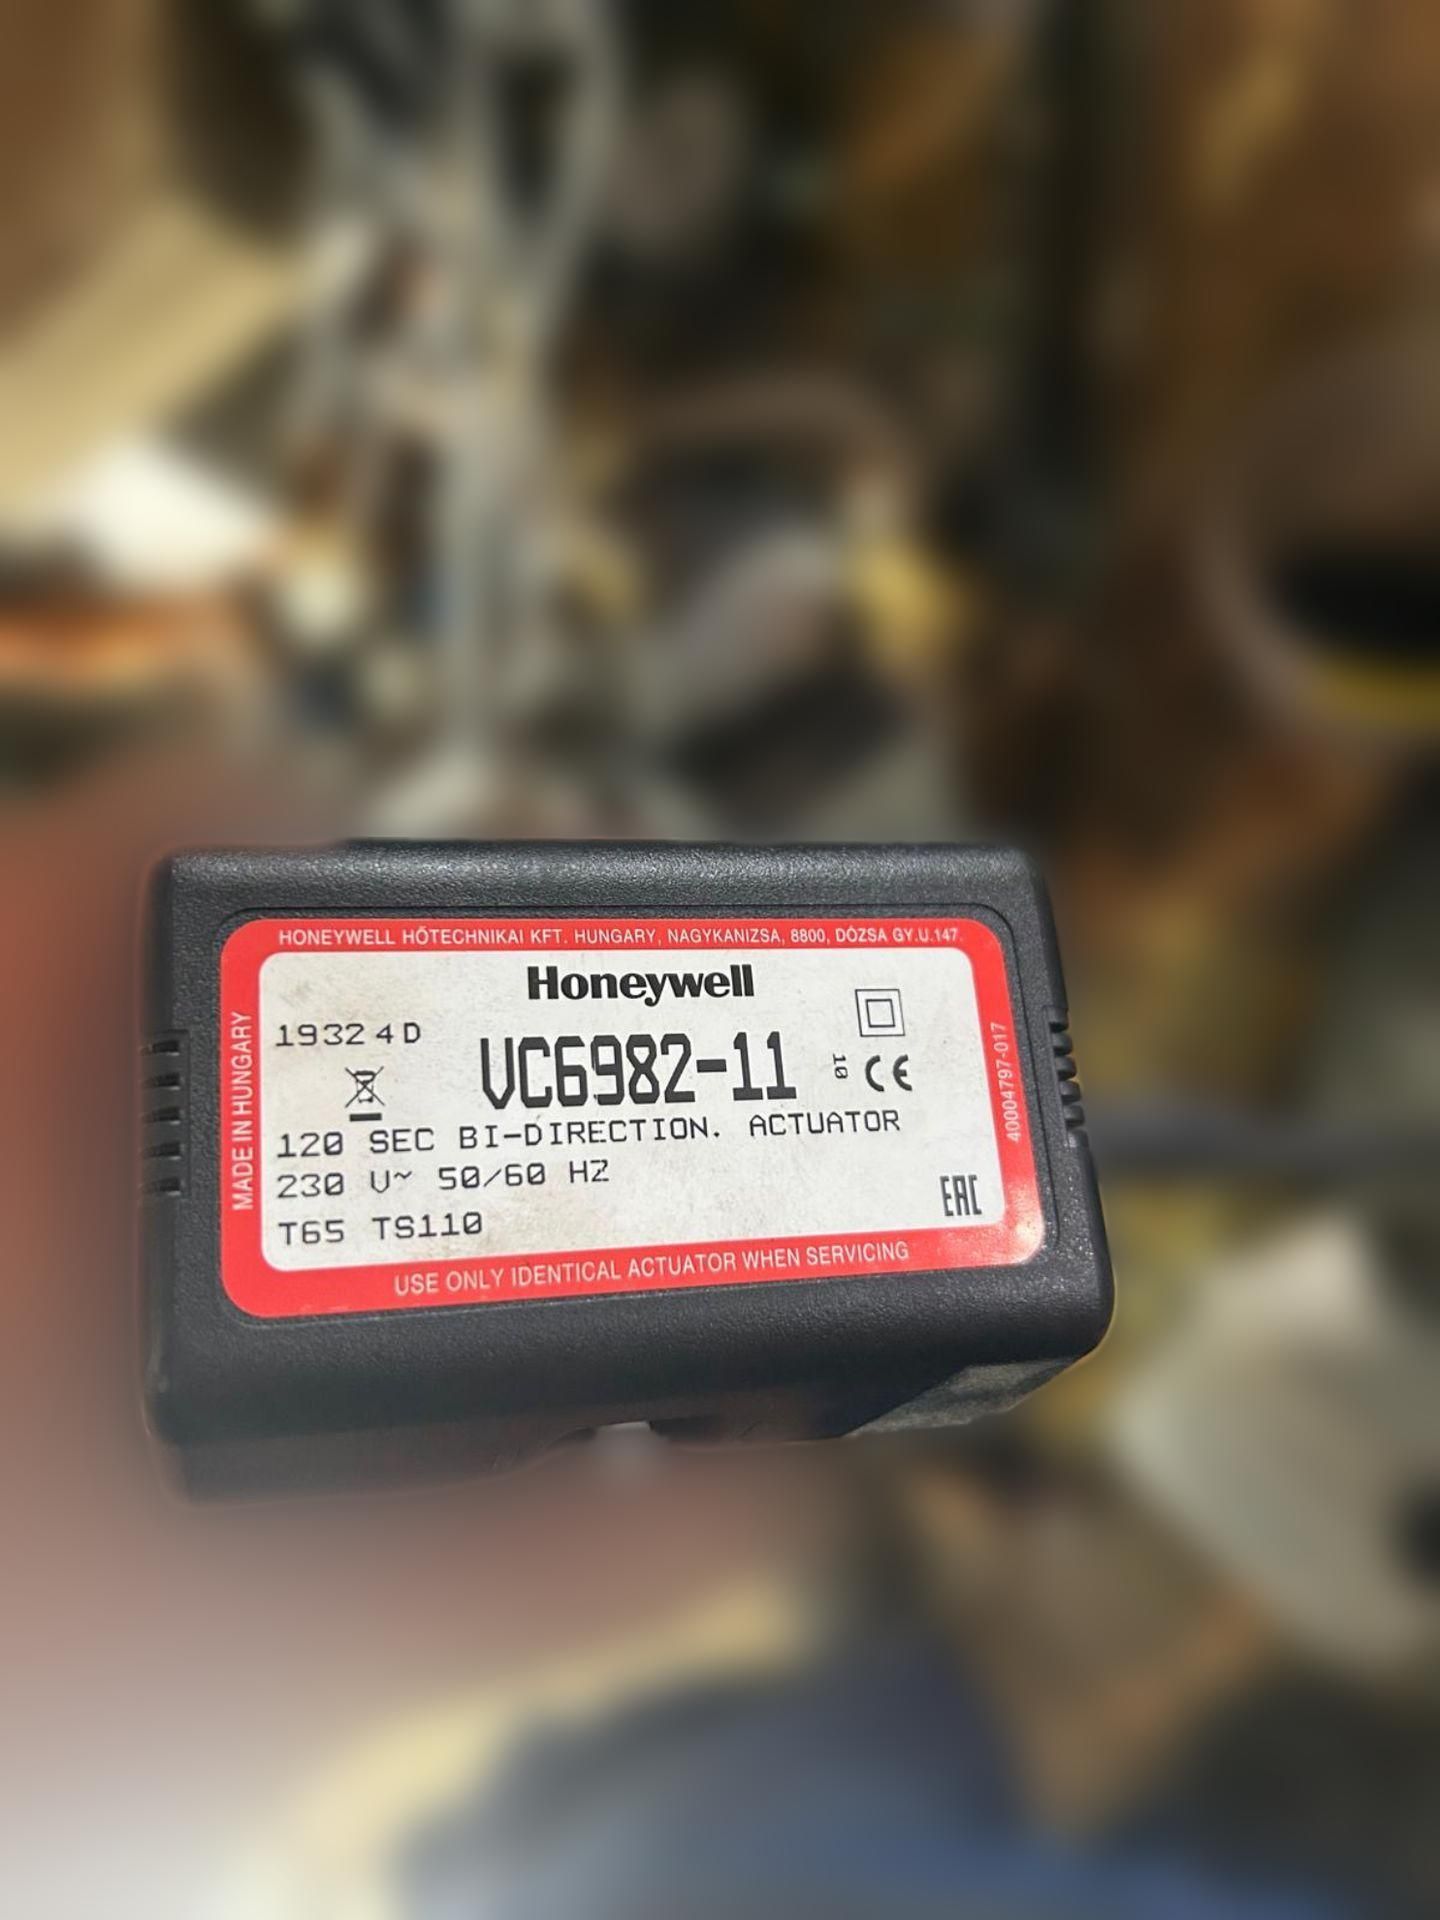 HONEYWELL HŐTECHNIKAI KFT. HUNGARY, NAGYKANIZSA, 8800, DÓZSA GY.U.147.
Honeywell
19324D
VC6982-11
10 CE
120 SEC BI-DIRECTION. ACTUATOR
230 V~ 50/60 HZ
T65 TS110
EAC
MADE IN HUNGARY
40004797-017
USE ONLY IDENTICAL ACTUATOR WHEN SERVICING